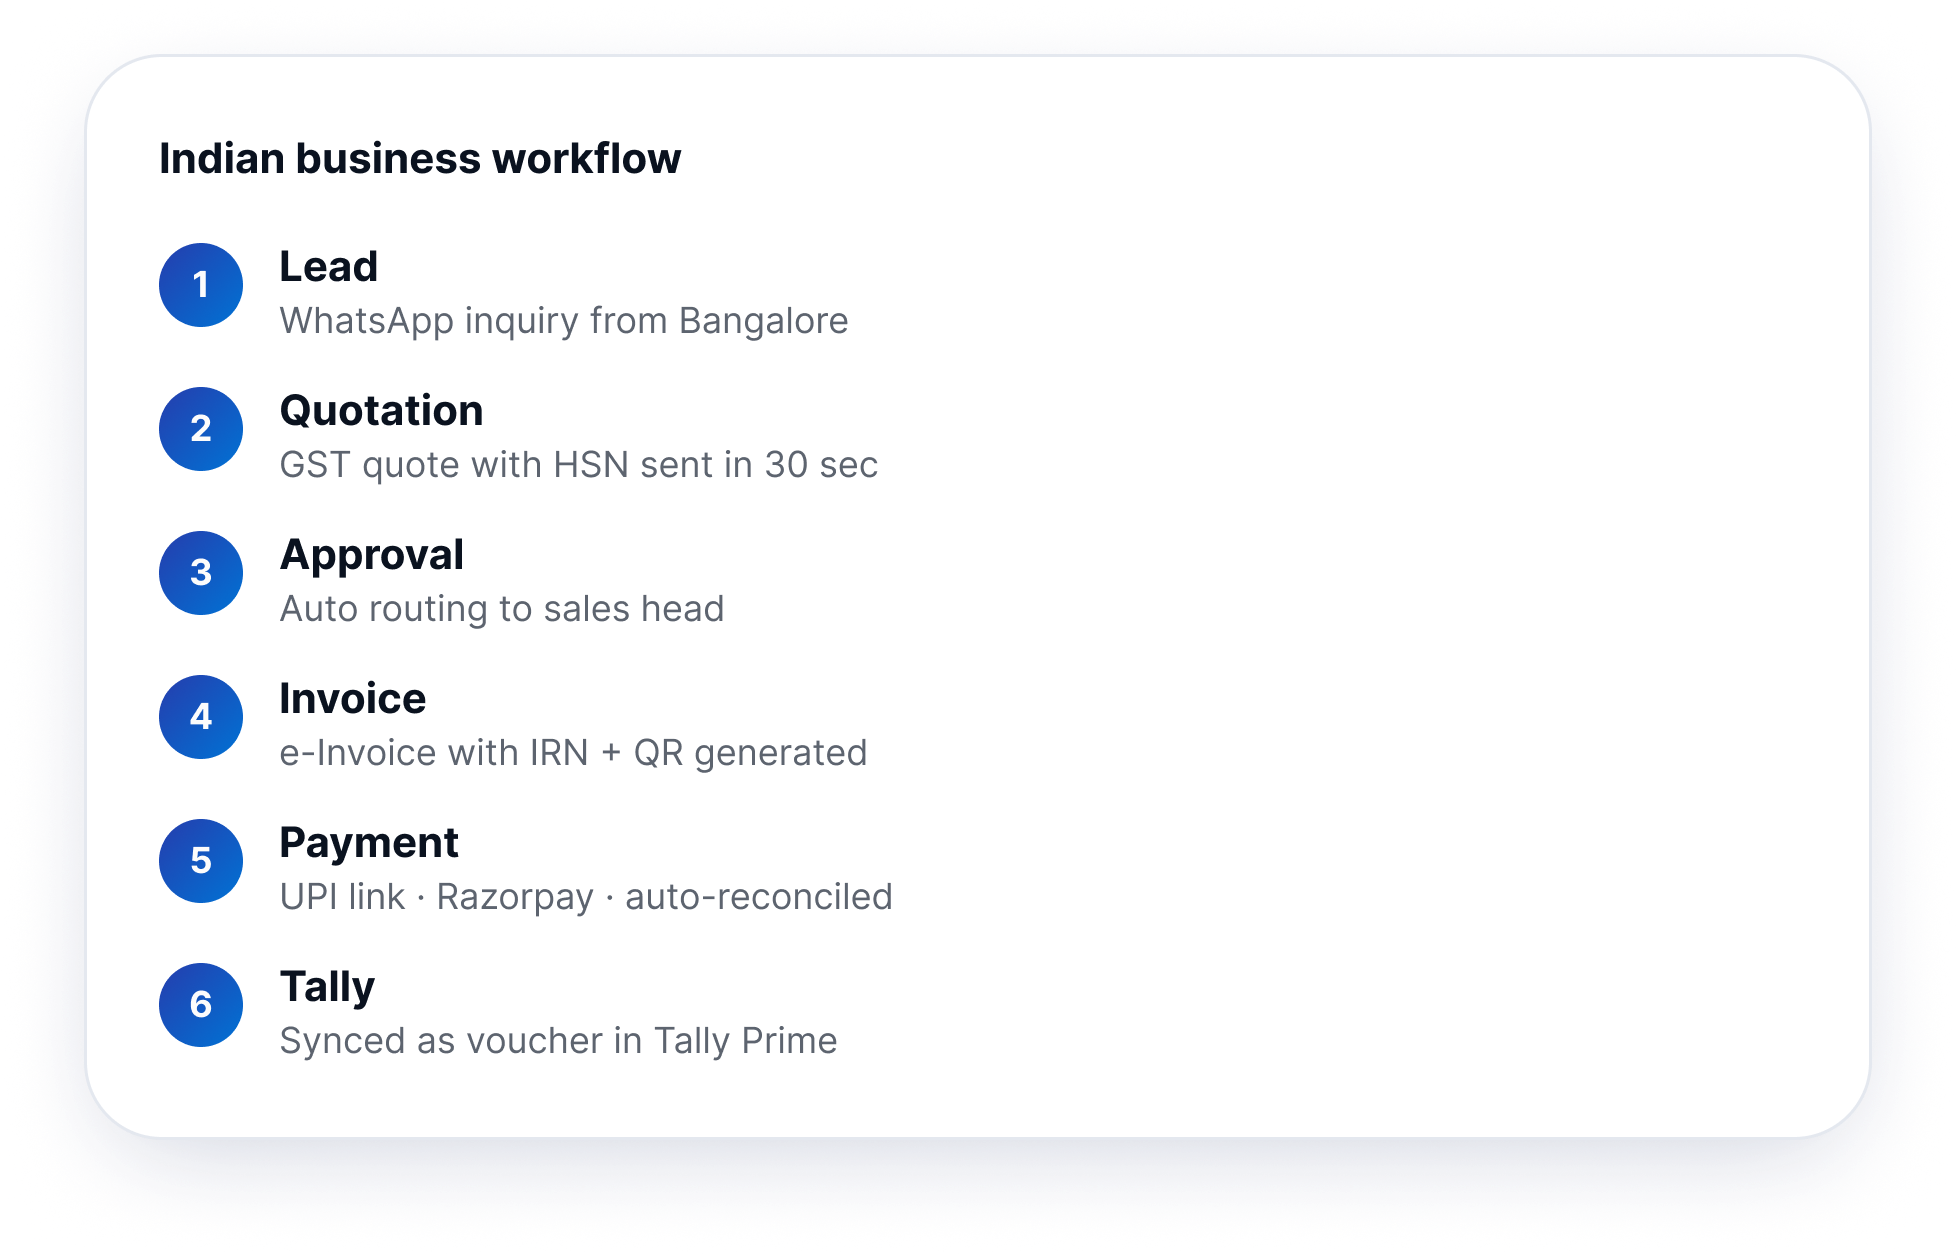 Indian business workflow
1
Lead
WhatsApp inquiry from Bangalore
2
Quotation
GST quote with HSN sent in 30 sec
3
Approval
Auto routing to sales head
4
Invoice
e-Invoice with IRN + QR generated
5
Payment
UPI link · Razorpay · auto-reconciled
6
Tally
Synced as voucher in Tally Prime